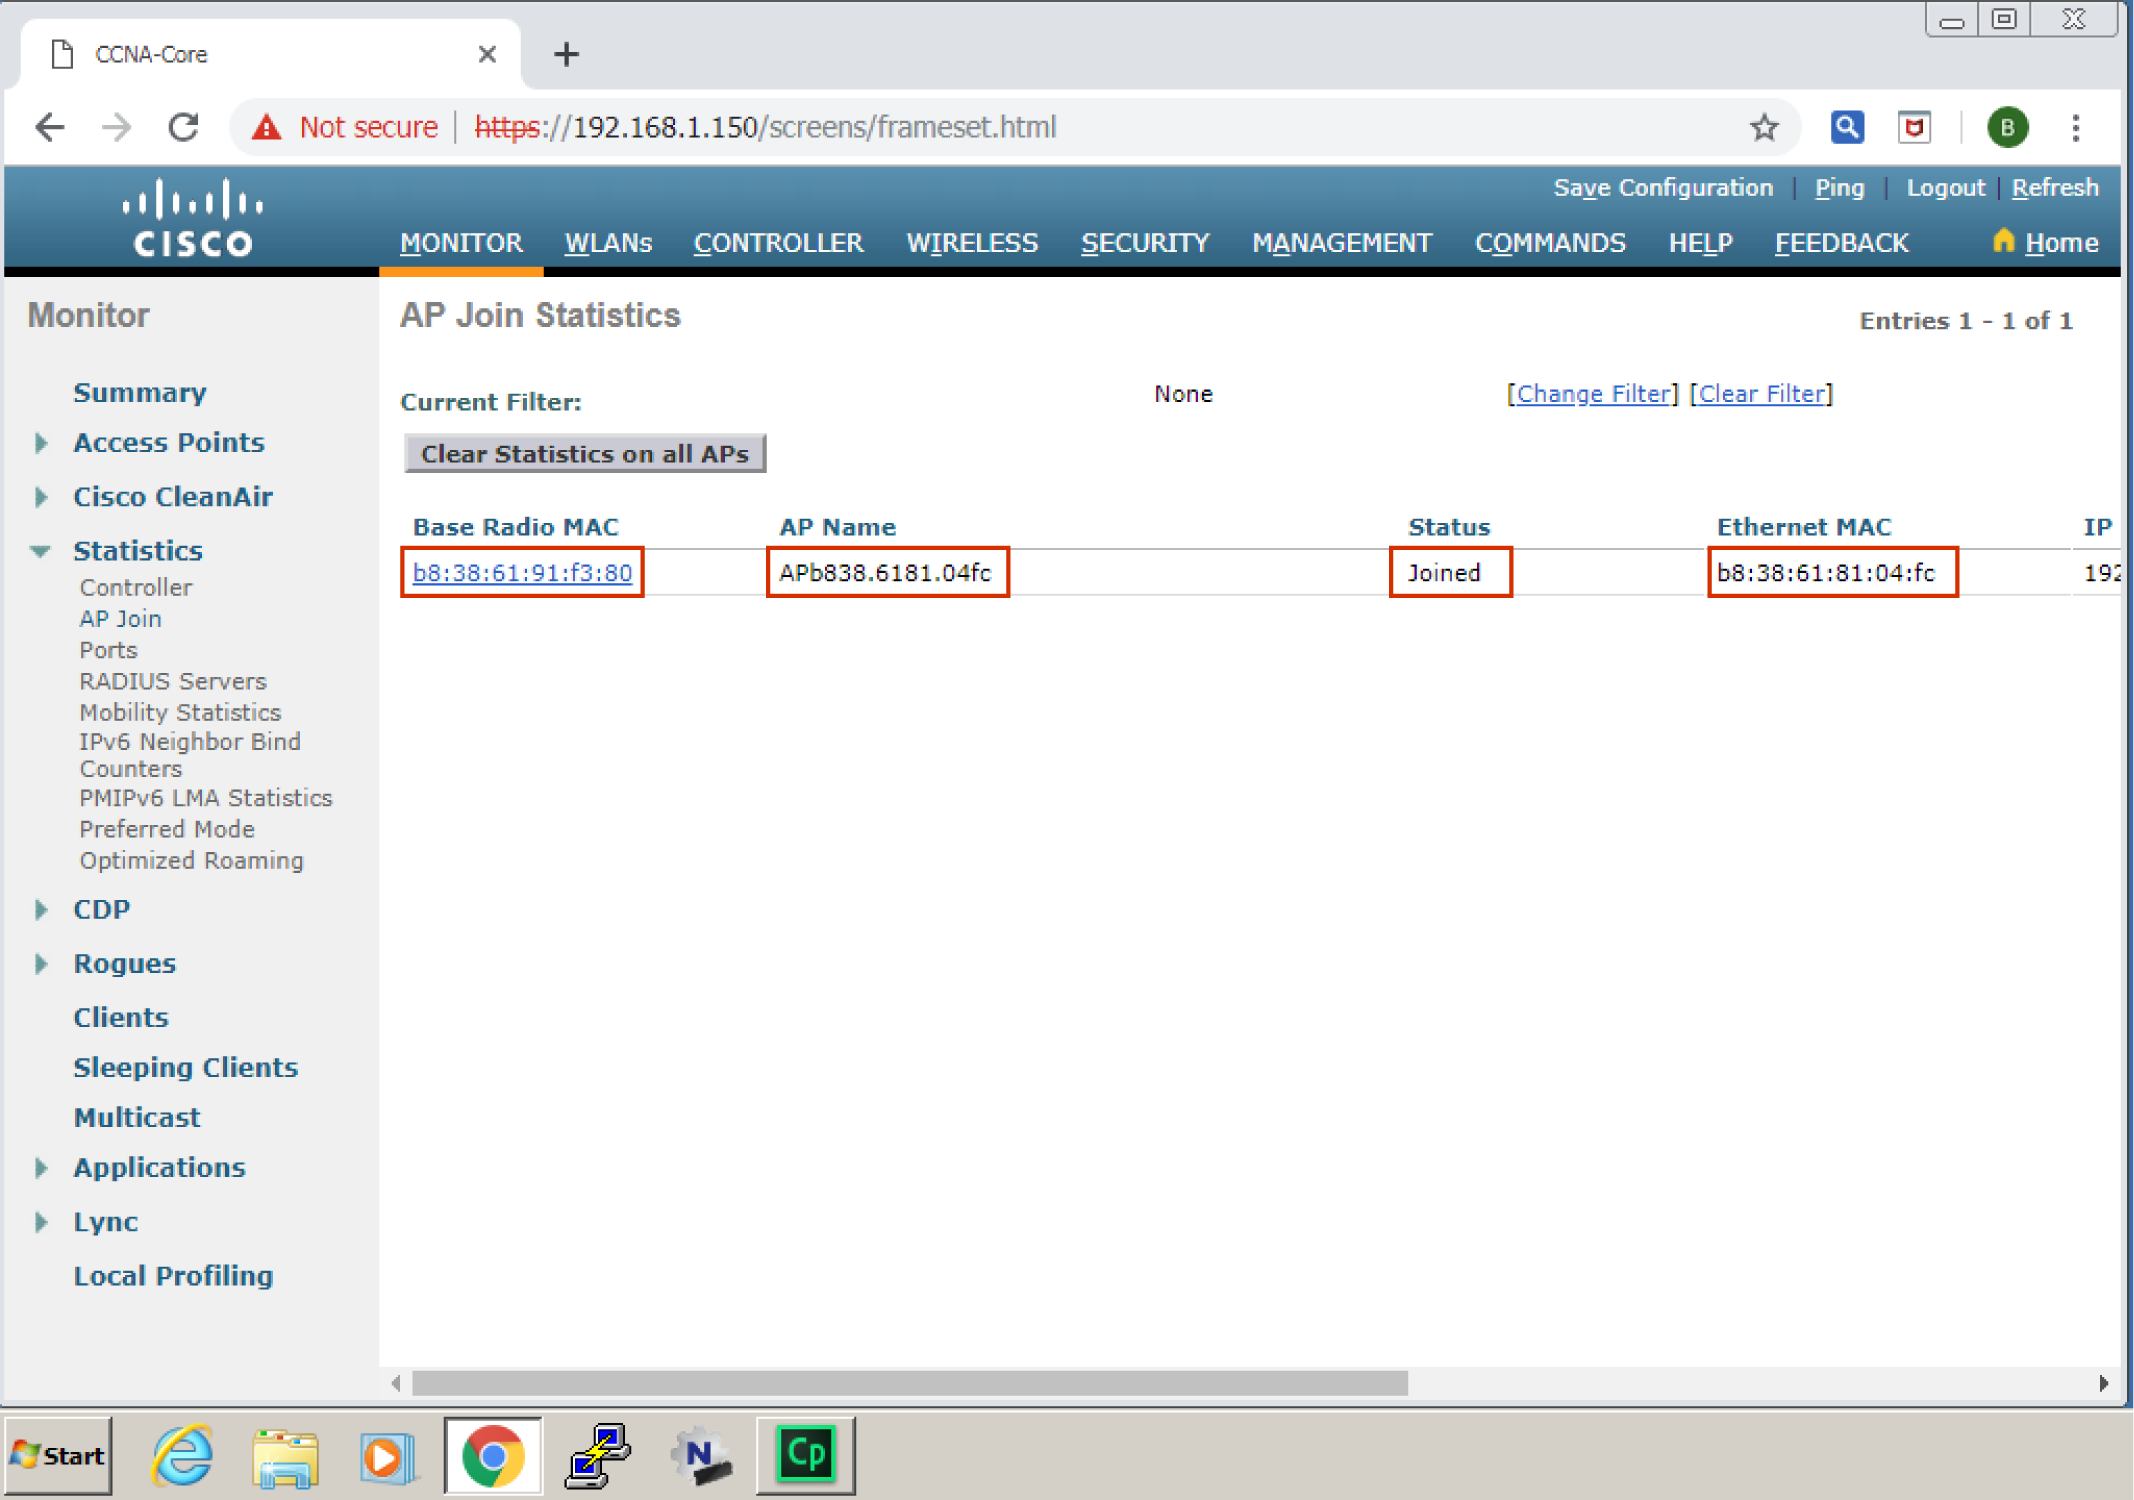 CCNA-Core
Not secure | https://192.168.1.150/screens/frameset.html
B
Save Configuration | Ping | Logout | Refresh
CISCO
MONITOR WLANs CONTROLLER WIRELESS SECURITY MANAGEMENT COMMANDS HELP FEEDBACK Home
Monitor
Summary
Access Points
Cisco CleanAir
Statistics
Controller
AP Join
Ports
RADIUS Servers
Mobility Statistics
IPv6 Neighbor Bind
Counters
PMIPv6 LMA Statistics
Preferred Mode
Optimized Roaming
CDP
Rogues
Clients
Sleeping Clients
Multicast
Applications
Lync
Local Profiling
AP Join Statistics
Entries 1 - 1 of 1
Current Filter: None [Change Filter] [Clear Filter]
Clear Statistics on all APs
Base Radio MAC AP Name Status Ethernet MAC IP
b8:38:61:91:f3:80 APb838.6181.04fc Joined b8:38:61:81:04:fc 192
Start
N
Cp